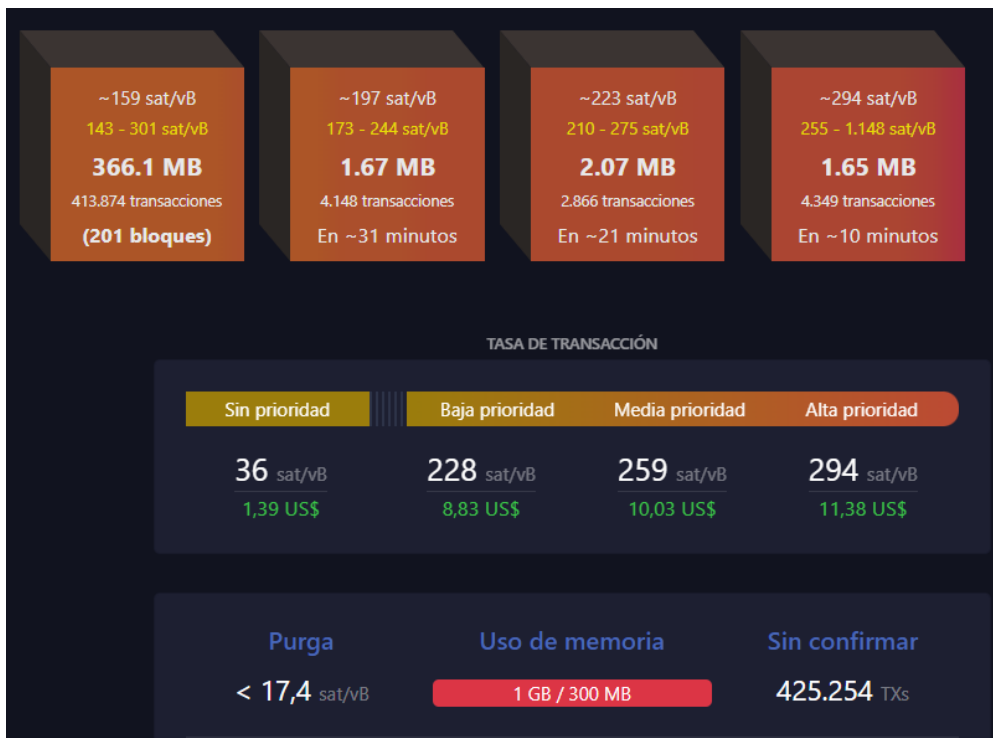 ~159 sat/vB
143 - 301 sat/vB
366.1 MB
413.874 transacciones
(201 bloques)
~197 sat/vB
173 - 244 sat/vB
1.67 MB
4.148 transacciones
En ~31 minutos
~223 sat/vB
210 - 275 sat/vB
2.07 MB
2.866 transacciones
En ~21 minutos
~294 sat/vB
255 - 1.148 sat/vB
1.65 MB
4.349 transacciones
En ~10 minutos
TASA DE TRANSACCIÓN
Sin prioridad
Baja prioridad
Media prioridad
Alta prioridad
36 sat/vB
228 sat/vB
259 sat/vB
294 sat/vB
1,39 US$
8,83 US$
10,03 US$
11,38 US$
Purga
Uso de memoria
Sin confirmar
< 17,4 sat/vB
1 GB / 300 MB
425.254 TXs